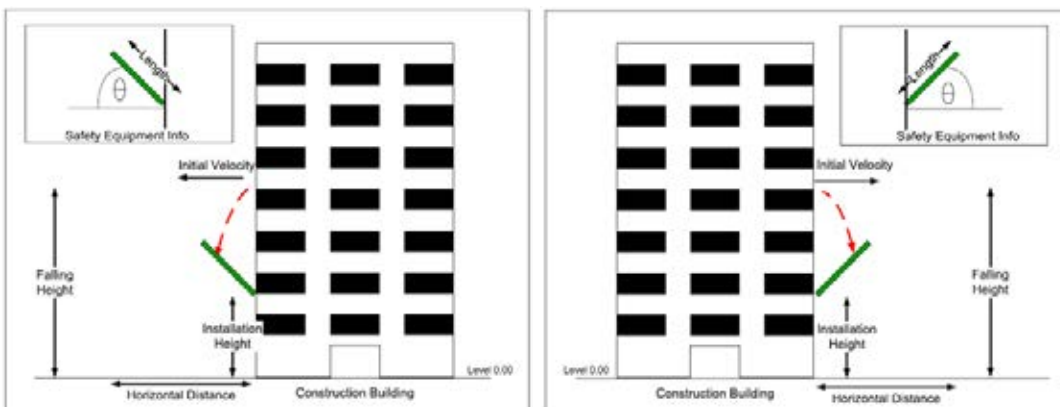 Length
θ
Safety Equipment Info
Initial Velocity
Falling
Height
Installation
Height
Level 0.00
Construction Building
Horizontal Distance
Length
θ
Safety Equipment Info
Initial Velocity
Falling
Height
Installation
Height
Level 0.00
Construction Building
Horizontal Distance